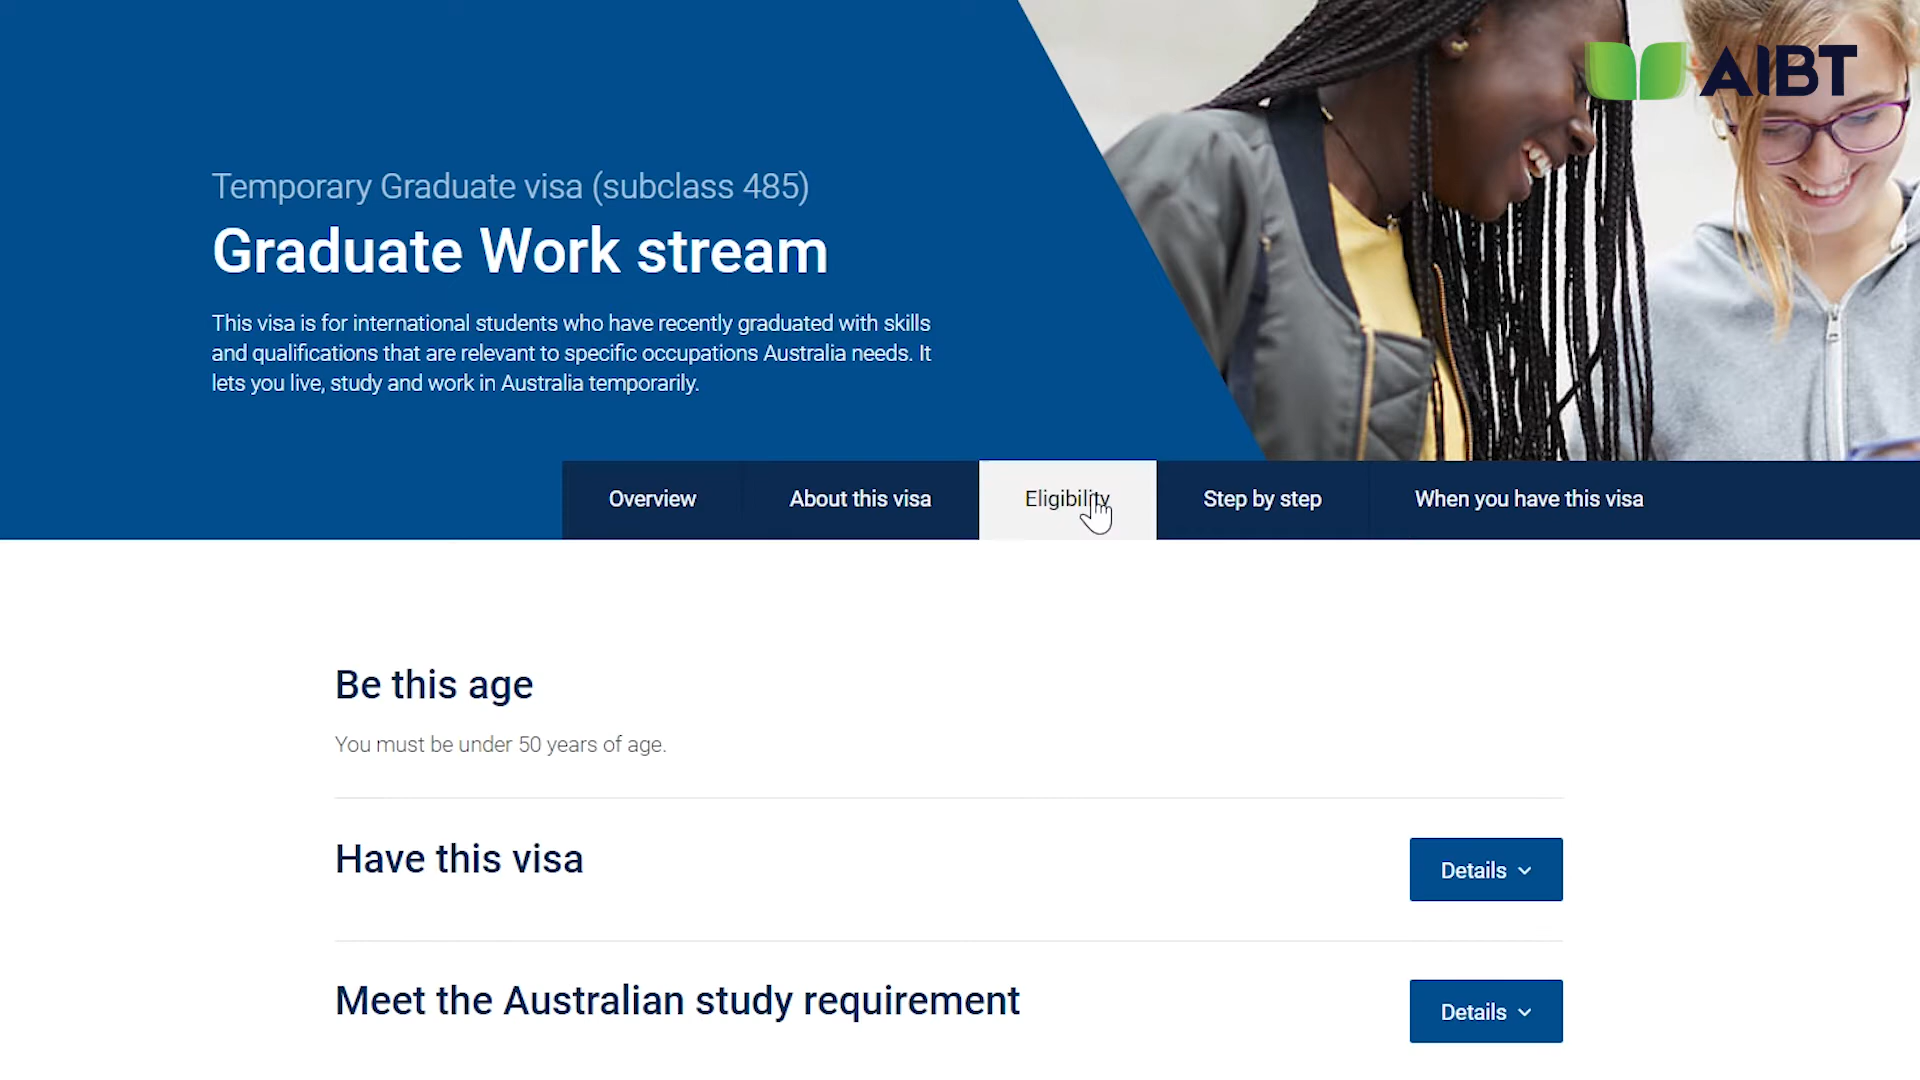 AIBT
Temporary Graduate visa (subclass 485)
Graduate Work stream
This visa is for international students who have recently graduated with skills
and qualifications that are relevant to specific occupations Australia needs. It
lets you live, study and work in Australia temporarily.
Overview
About this visa
Eligibility
Step by step
When you have this visa
Be this age
You must be under 50 years of age.
Have this visa
Details
Meet the Australian study requirement
Details